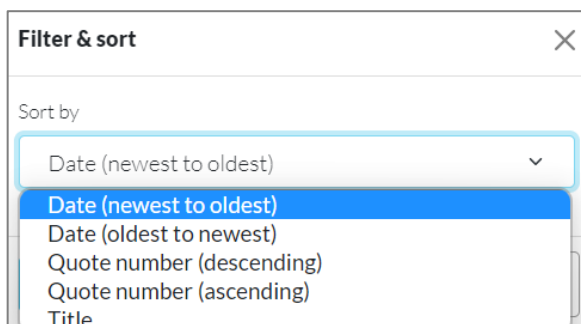 Filter & sort
Sort by
Date (newest to oldest)
Date (newest to oldest)
Date (oldest to newest)
Quote number (descending)
Quote number (ascending)
Title